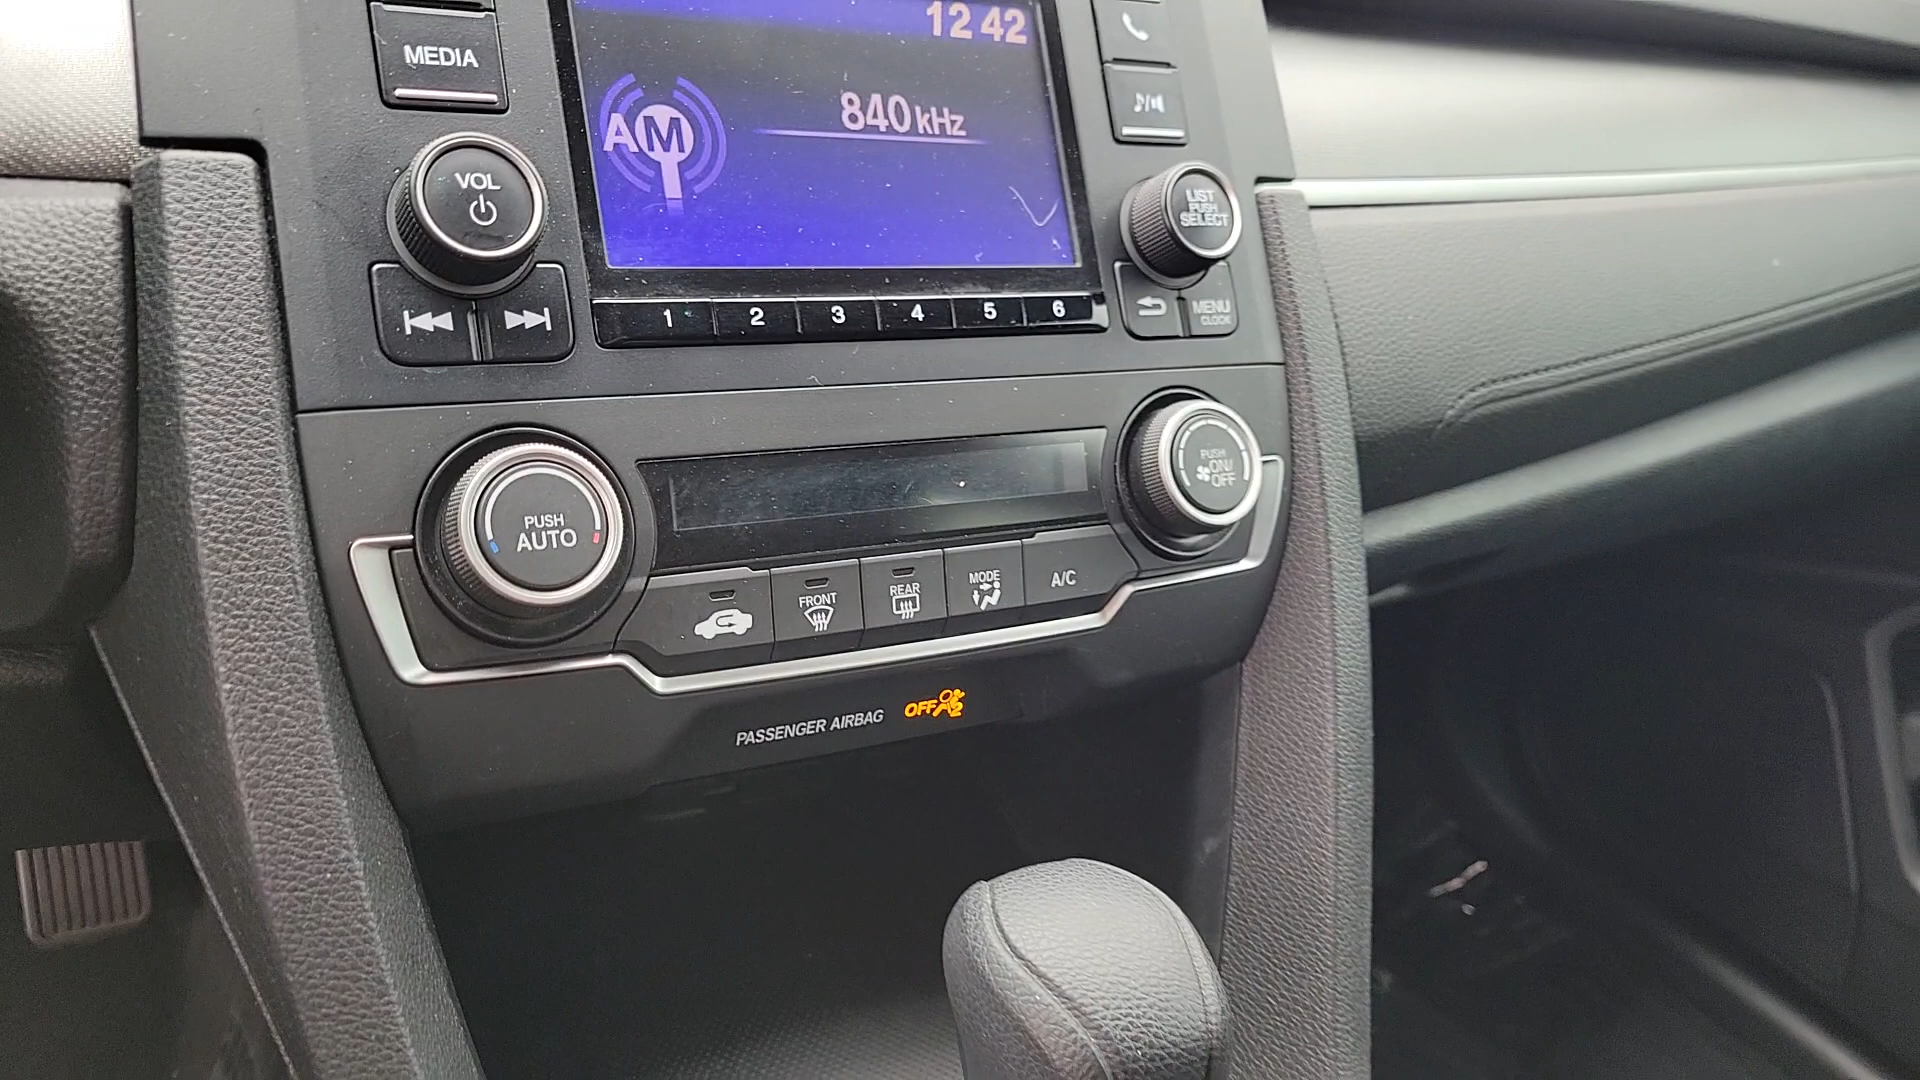 12 42
MEDIA
AM
840 kHz
VOL
LIST
PUSH
SELECT
MENU
CLOCK
1 2 3 4 5 6
PUSH
AUTO
PUSH
ON/
OFF
FRONT
REAR
MODE
A/C
PASSENGER AIRBAG OFF 2